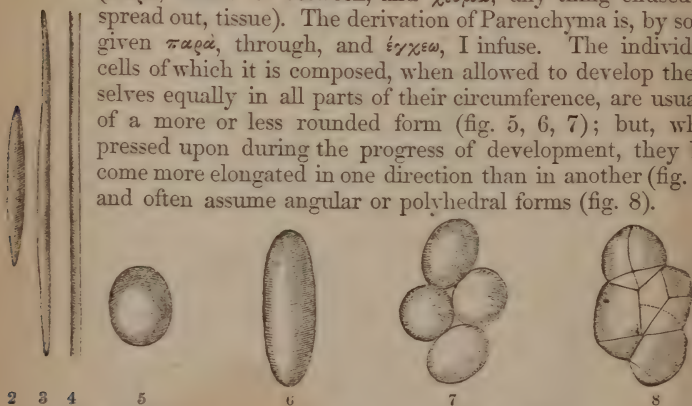 spread out, tissue). The derivation of Parenchyma is, by so
given παρὰ, through, and ἐγχεω, I infuse. The individ
cells of which it is composed, when allowed to develop the
selves equally in all parts of their circumference, are usua
of a more or less rounded form (fig. 5, 6, 7); but, wh
pressed upon during the progress of development, they
come more elongated in one direction than in another (fig.
and often assume angular or polyhedral forms (fig. 8).
2 3 4 5 6 7 8